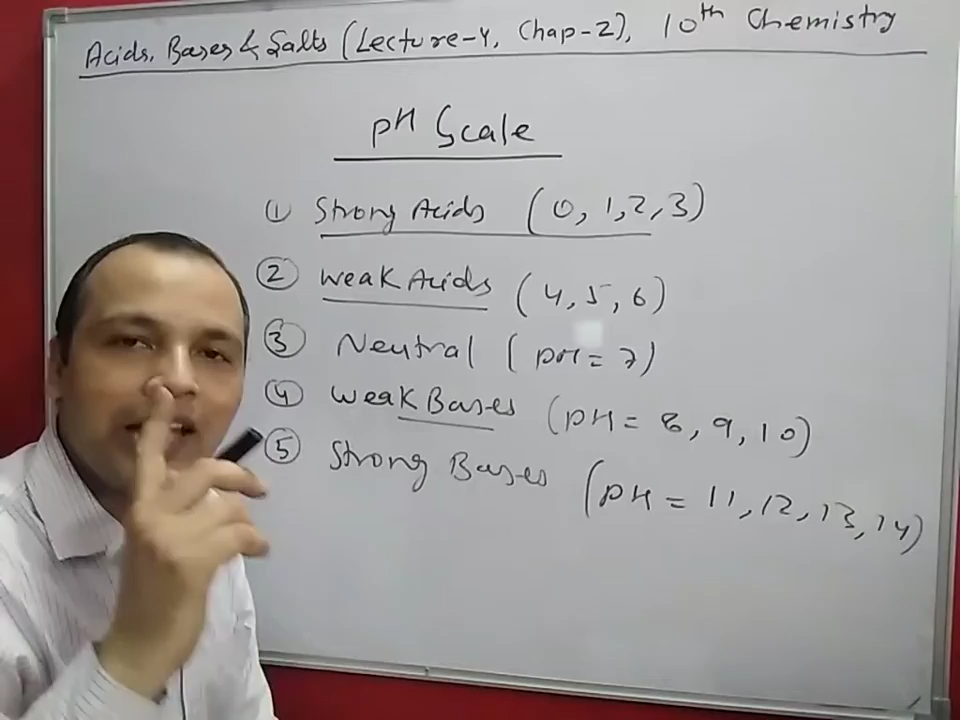 Acids, Bases & Salts (Lecture-4, Chap-2), 10th Chemistry
pH Scale
① Strong Acids (0, 1, 2, 3)
② Weak Acids (4, 5, 6)
③ Neutral (pH = 7)
④ Weak Bases (pH = 8, 9, 10)
⑤ Strong Bases (pH = 11, 12, 13, 14)